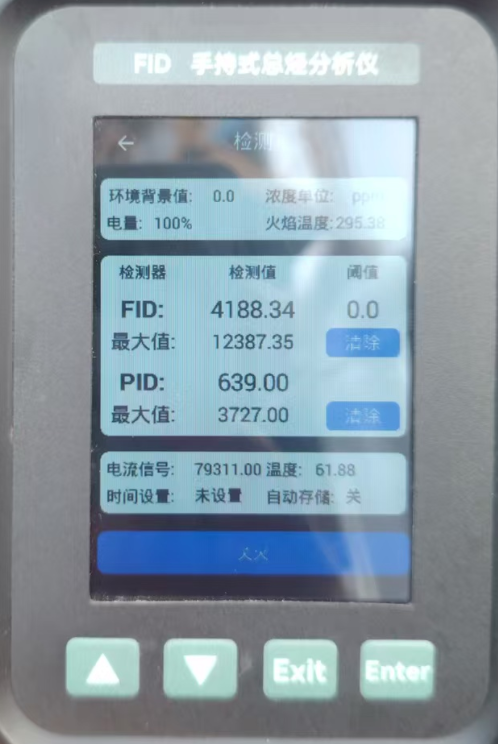 FID 手持式总烃分析仪
← 检测
环境背景值: 0.0 浓度单位: pp
电量: 100% 火焰温度:295.38
检测器 检测值 阈值
FID: 4188.34 0.0
最大值: 12387.35 清除
PID: 639.00
最大值: 3727.00 清除
电流信号: 79311.00 温度: 61.88
时间设置: 未设置 自动存储: 关
▲ ▼ Exit Enter